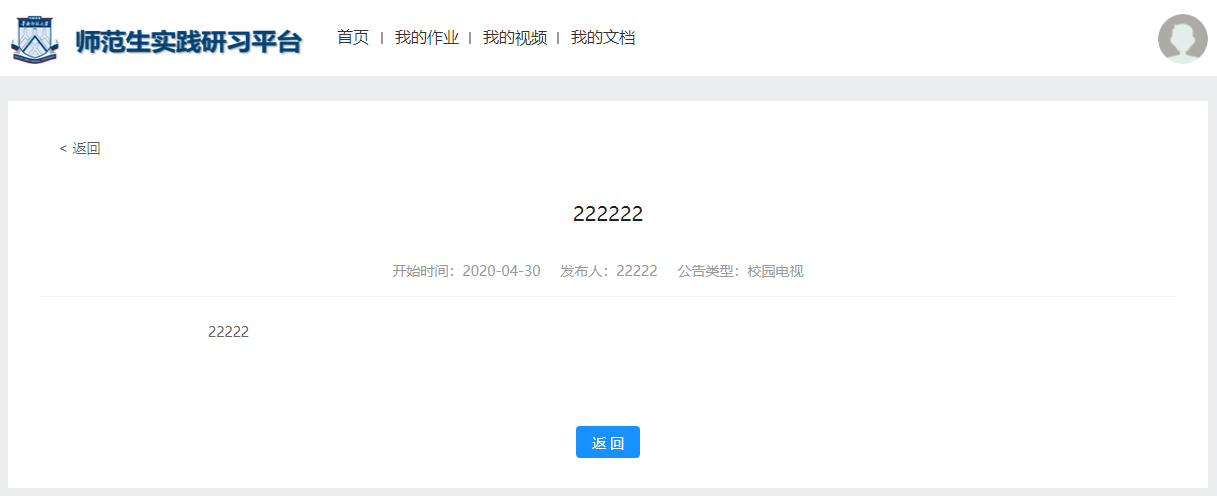 师范生实践研习平台
首页 | 我的作业 | 我的视频 | 我的文档
< 返回
222222
开始时间：2020-04-30 发布人：22222 公告类型：校园电视
22222
返 回